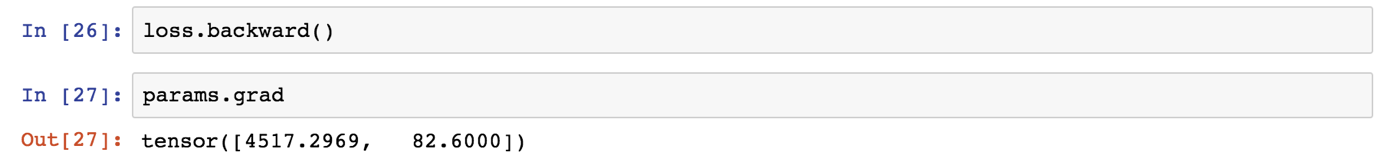 In [26]: loss.backward()
In [27]: params.grad
Out[27]: tensor([4517.2969,   82.6000])